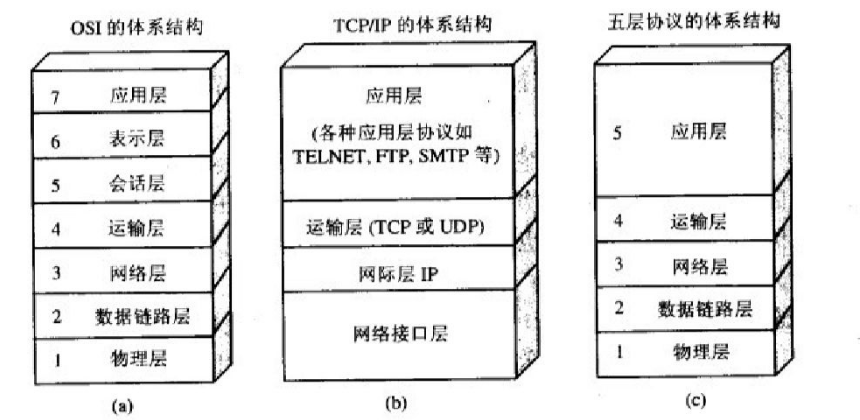 OSI 的体系结构
7 应用层
6 表示层
5 会话层
4 运输层
3 网络层
2 数据链路层
1 物理层
(a)
TCP/IP 的体系结构
应用层
(各种应用层协议如
TELNET, FTP, SMTP 等)
运输层 (TCP 或 UDP)
网际层 IP
网络接口层
(b)
五层协议的体系结构
5 应用层
4 运输层
3 网络层
2 数据链路层
1 物理层
(c)